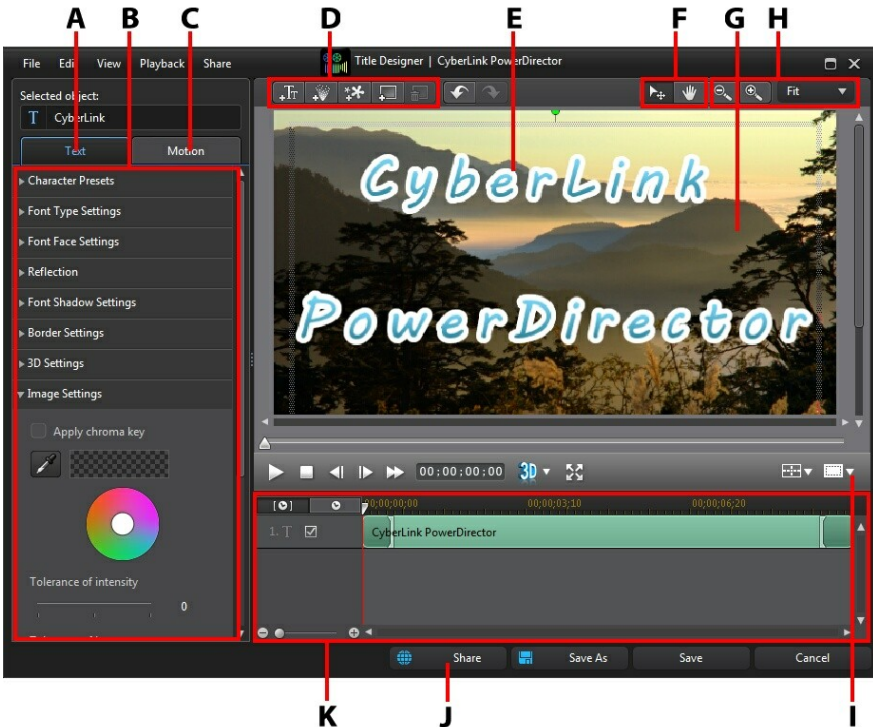 A B C D E F G H
File Edi View Playback Share Title Designer | CyberLink PowerDirector
Selected object:
T CyberLink
Text Motion
Fit
Character Presets
Font Type Settings
Font Face Settings
Reflection
Font Shadow Settings
Border Settings
3D Settings
Image Settings
Apply chroma key
Tolerance of intensity
0
CyberLink
PowerDirector
00;00;00;00 3D
00;00;00;00 00;00;03;10 00;00;06;20
1. T CyberLink PowerDirector
Share Save As Save Cancel
K J I